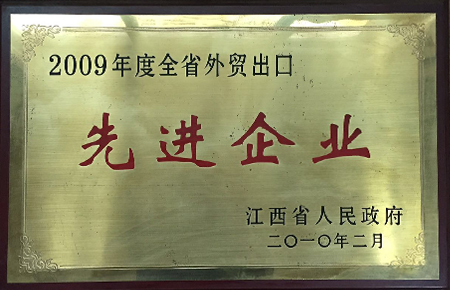 2009年度全省外贸出口
先进企业
江西省人民政府
二〇一〇年二月